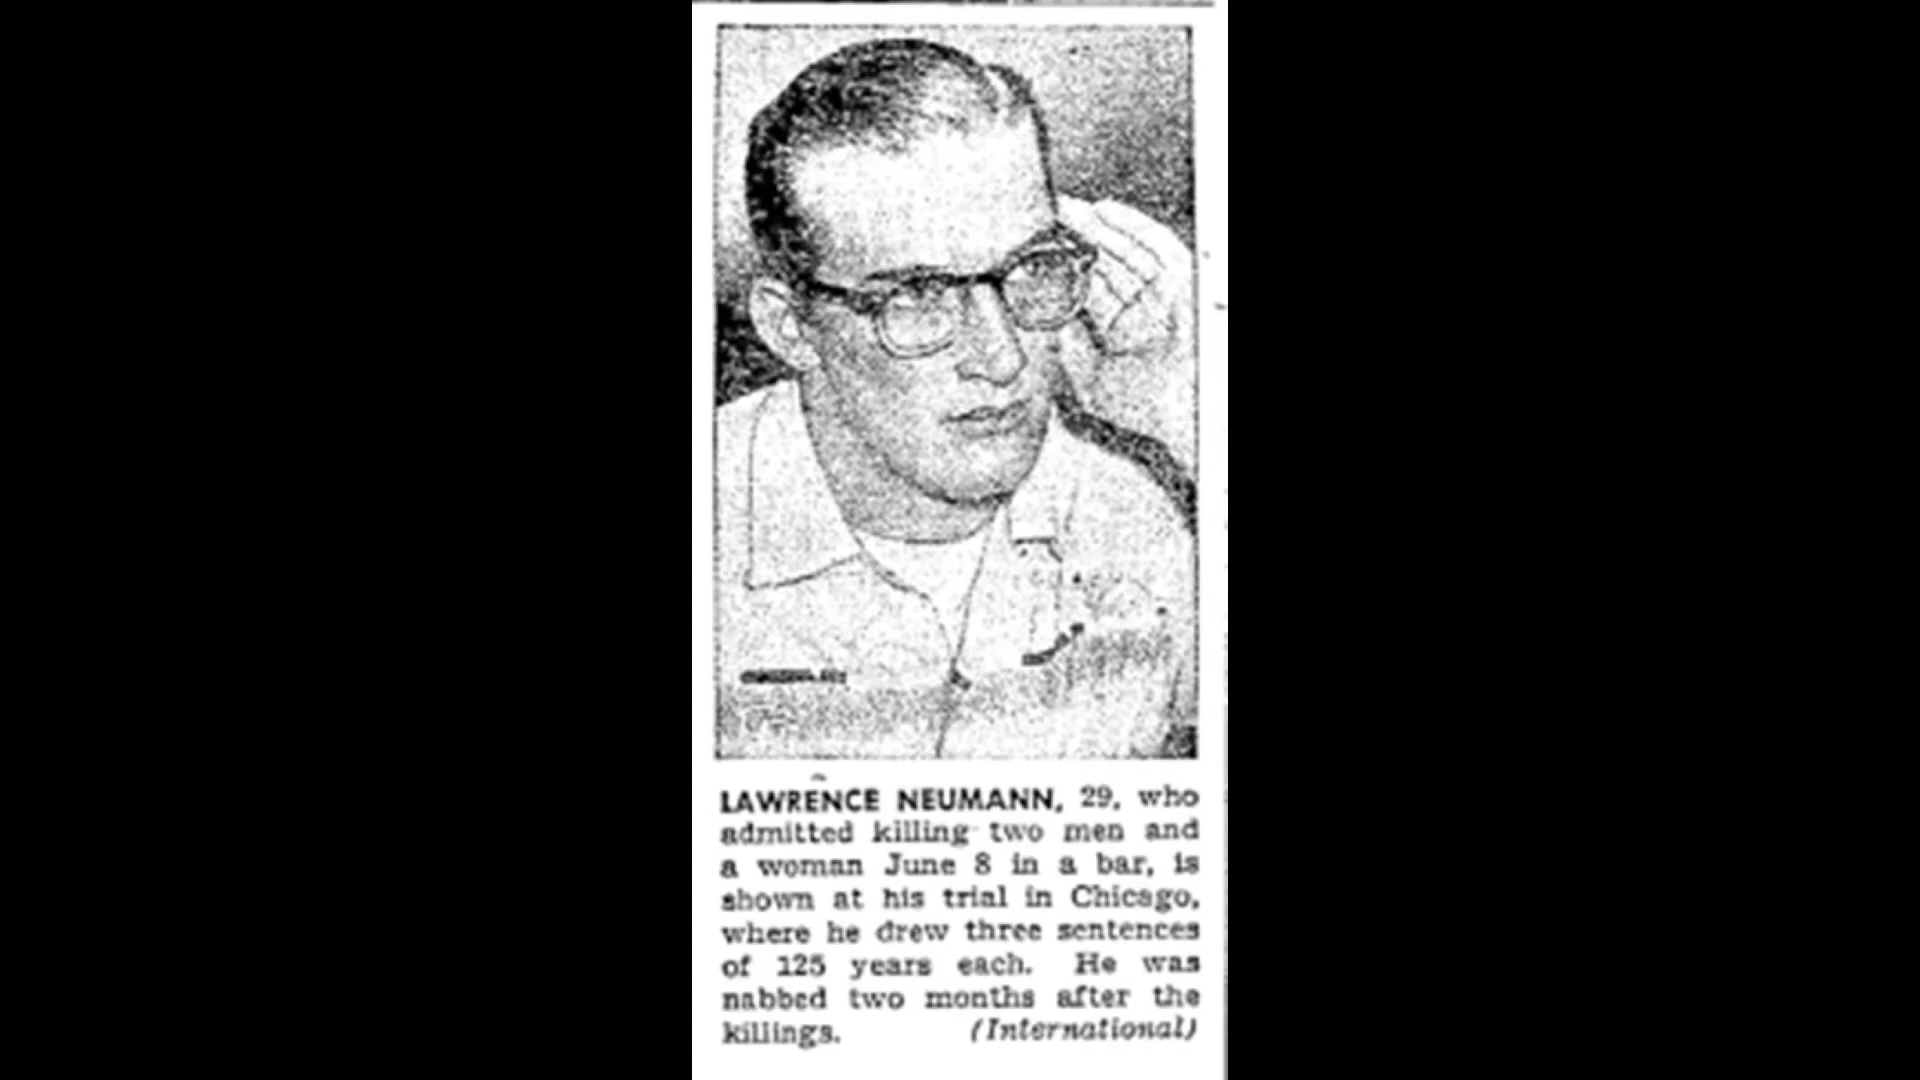 LAWRENCE NEUMANN, 29, who
admitted killing two men and
a woman June 8 in a bar, is
shown at his trial in Chicago,
where he drew three sentences
of 125 years each. He was
nabbed two months after the
killings. (International)